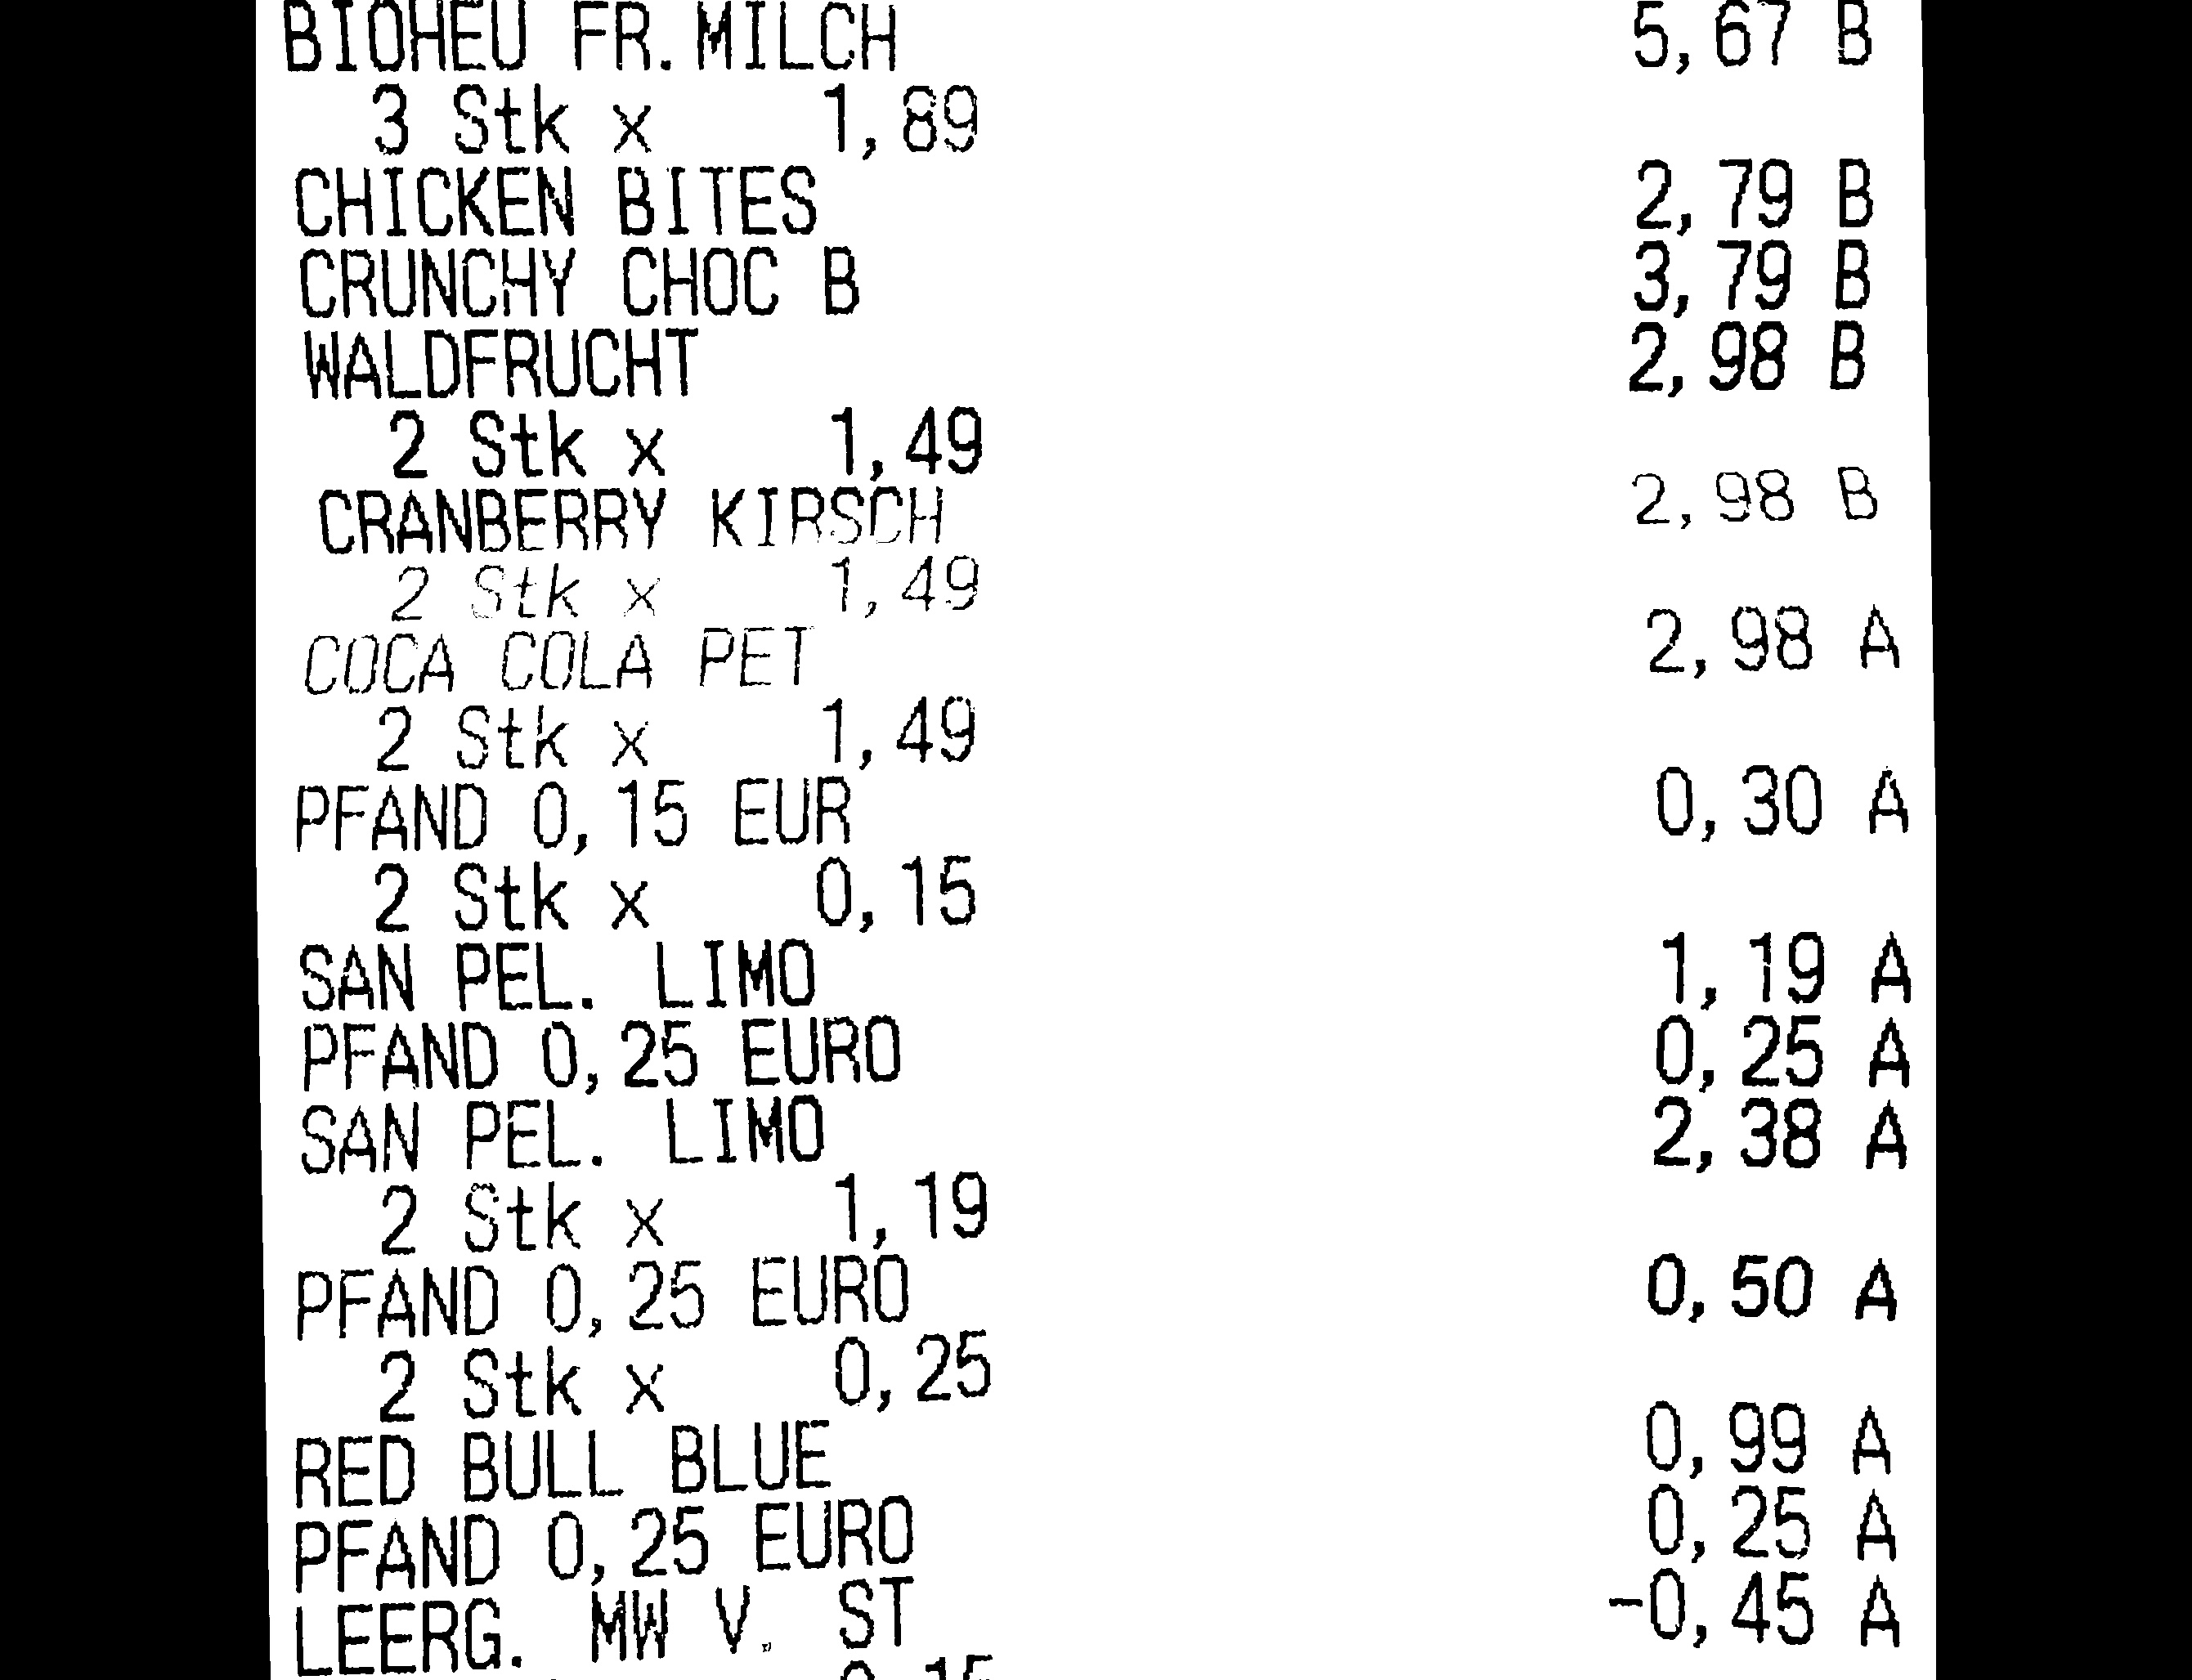 BIOHEU FR.MILCH 5,67 B
3 Stk x 1,89
CHICKEN BITES 2,79 B
CRUNCHY CHOC B 3,79 B
WALDFRUCHT 2,98 B
2 Stk x 1,49
CRANBERRY KIRSCH 2,98 B
2 Stk x 1,49
COCA COLA PET 2,98 A
2 Stk x 1,49
PFAND 0,15 EUR 0,30 A
2 Stk x 0,15
SAN PEL. LIMO 1,19 A
PFAND 0,25 EURO 0,25 A
SAN PEL. LIMO 2,38 A
2 Stk x 1,19
PFAND 0,25 EURO 0,50 A
2 Stk x 0,25
RED BULL BLUE 0,99 A
PFAND 0,25 EURO 0,25 A
LEERG. MW V. ST -0,45 A